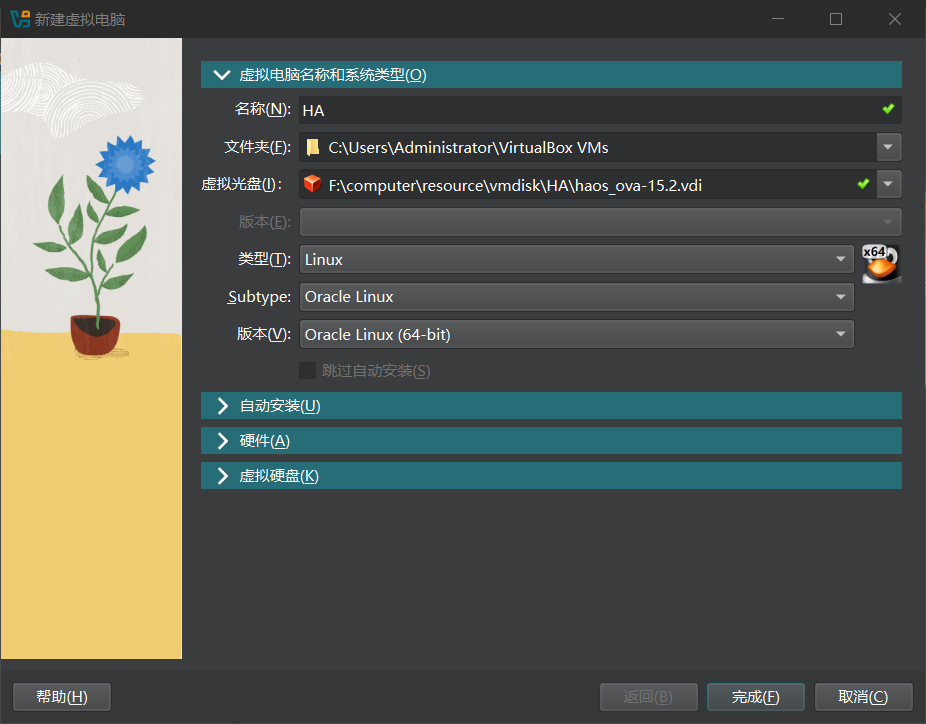 新建虚拟电脑
虚拟电脑名称和系统类型(O)
名称(N): HA
文件夹(F): C:\Users\Administrator\VirtualBox VMs
虚拟光盘(I): F:\computer\resource\vmdisk\HA\haos_ova-15.2.vdi
版本(E):
类型(T): Linux
x64
Subtype: Oracle Linux
版本(V): Oracle Linux (64-bit)
跳过自动安装(S)
自动安装(U)
硬件(A)
虚拟硬盘(K)
帮助(H) 返回(B) 完成(F) 取消(C)